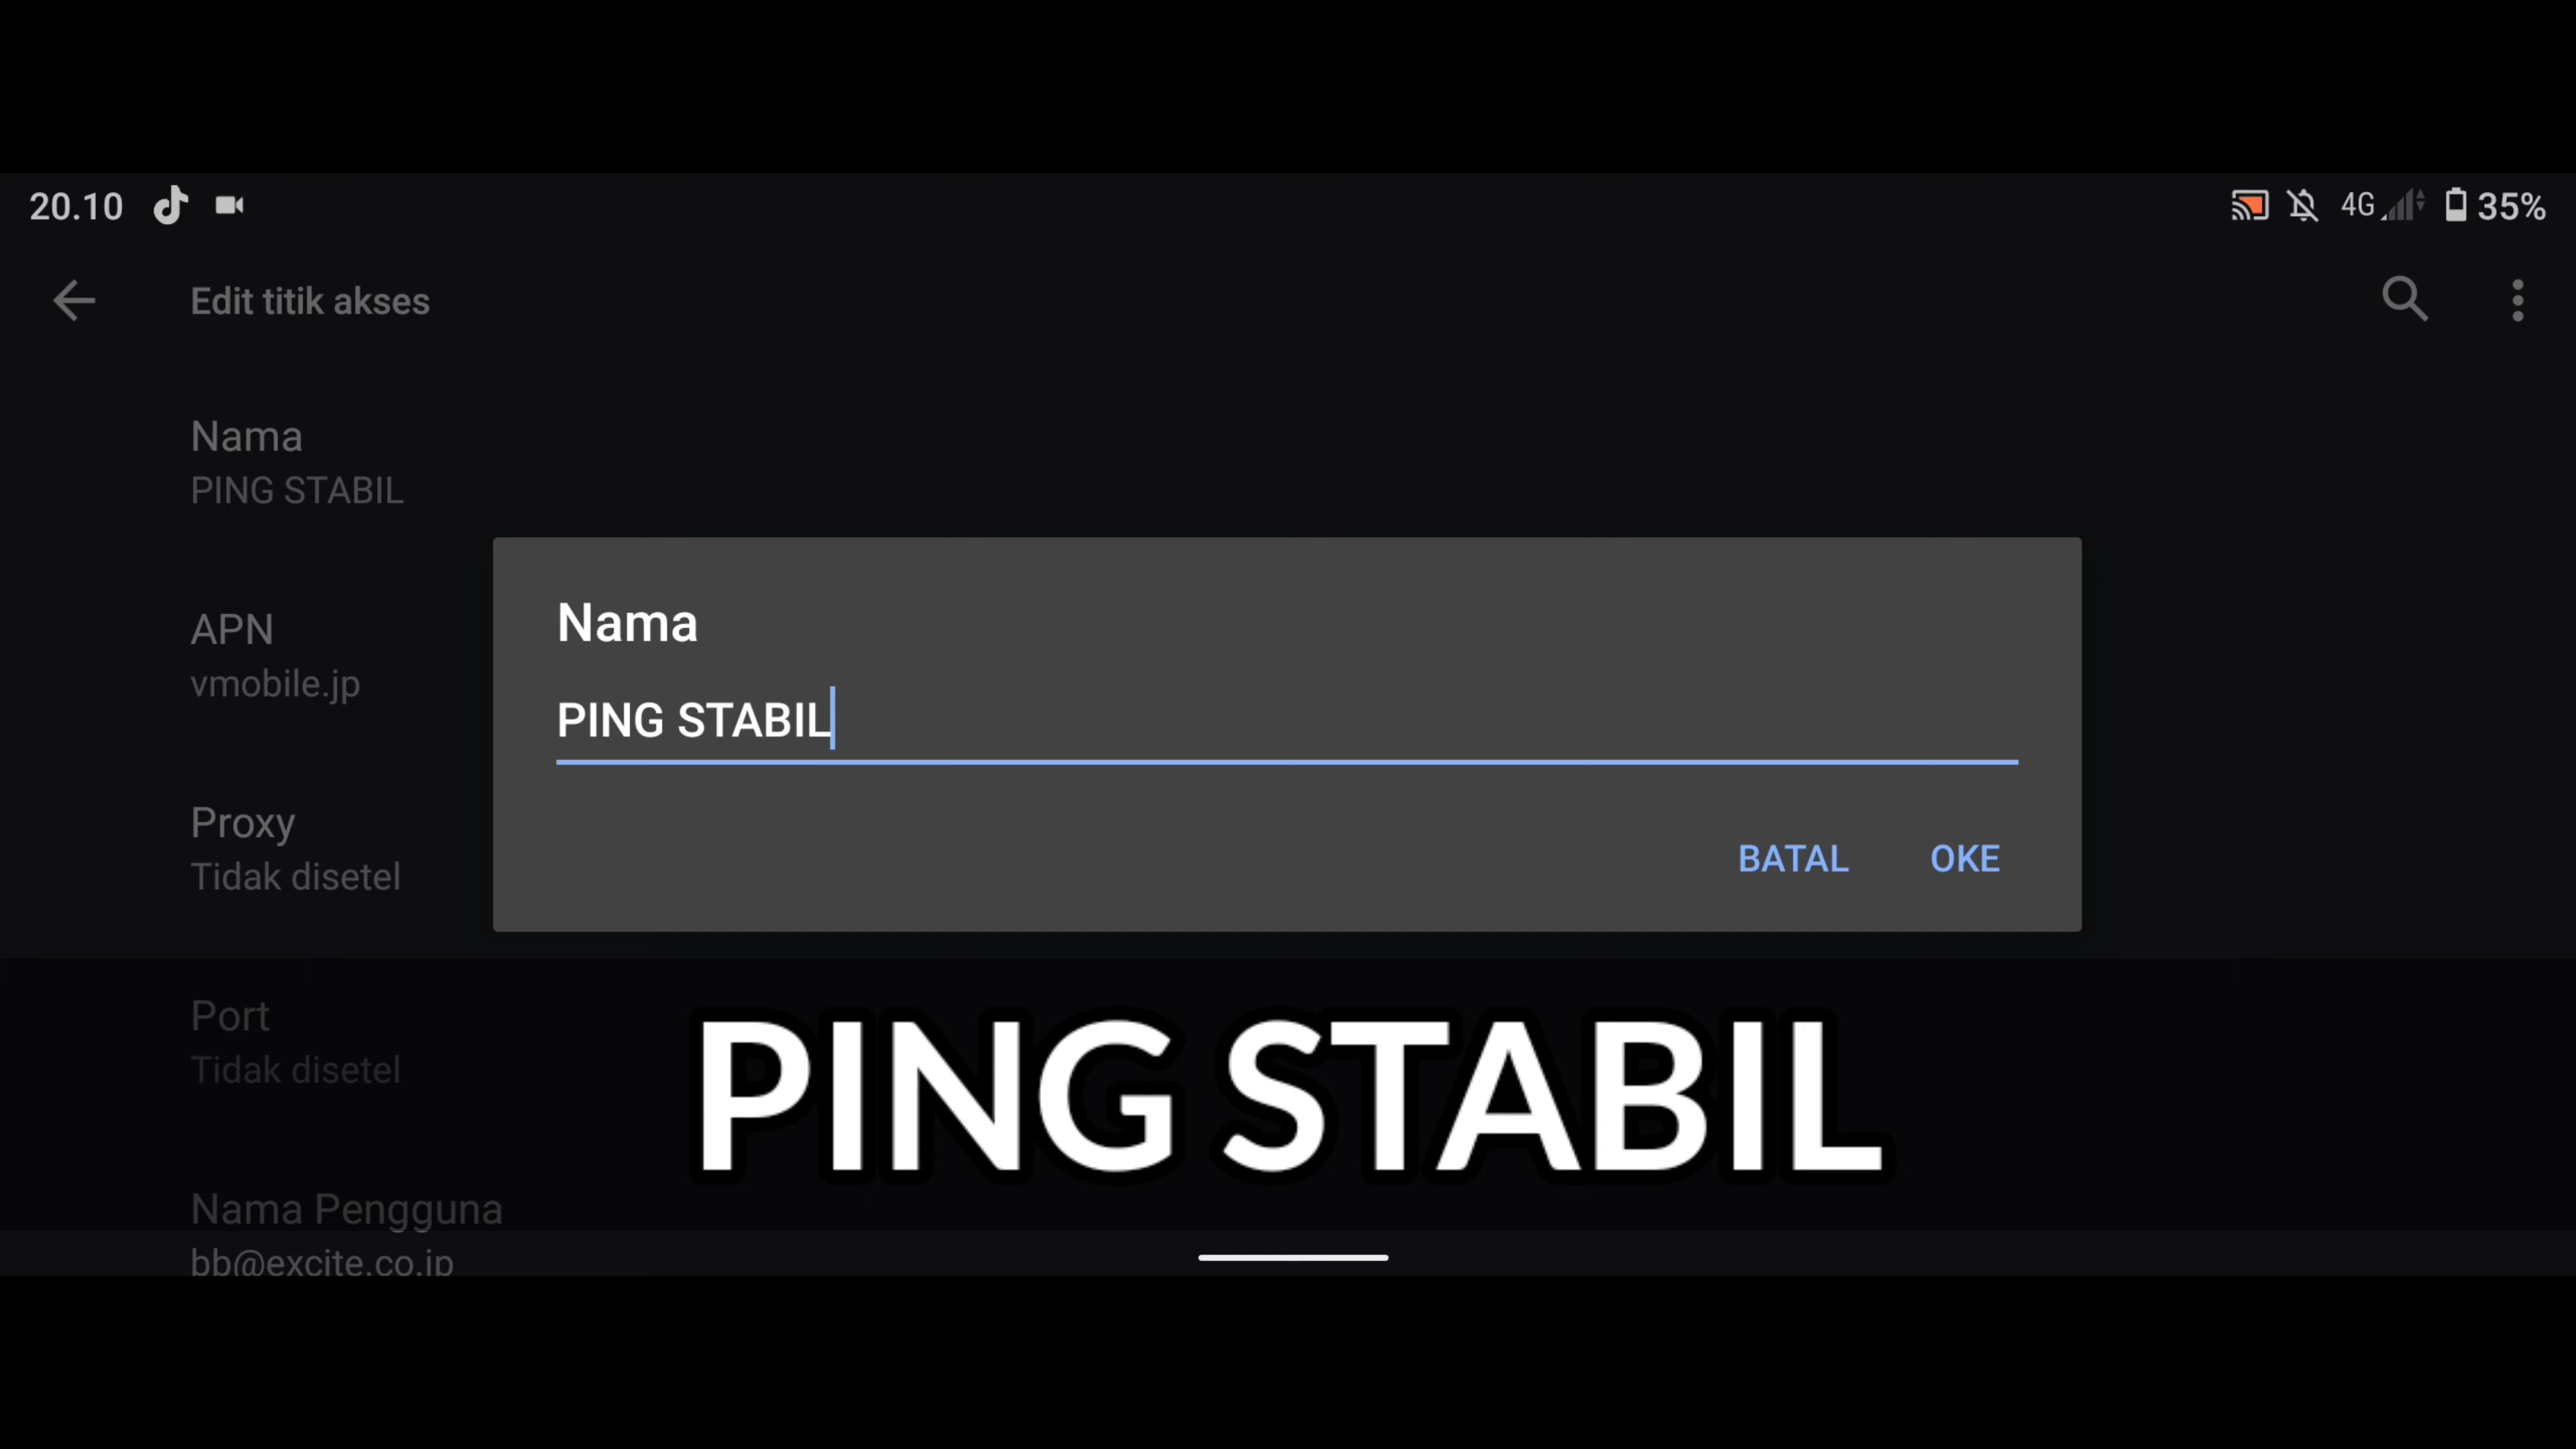 20.10
4G
35%
Edit titik akses
Nama
PING STABIL
APN
vmobile.jp
Proxy
Tidak disetel
Nama
PING STABIL
BATAL OKE
Port
Tidak disetel
PING STABIL
Nama Pengguna
bb@excite.co.jp